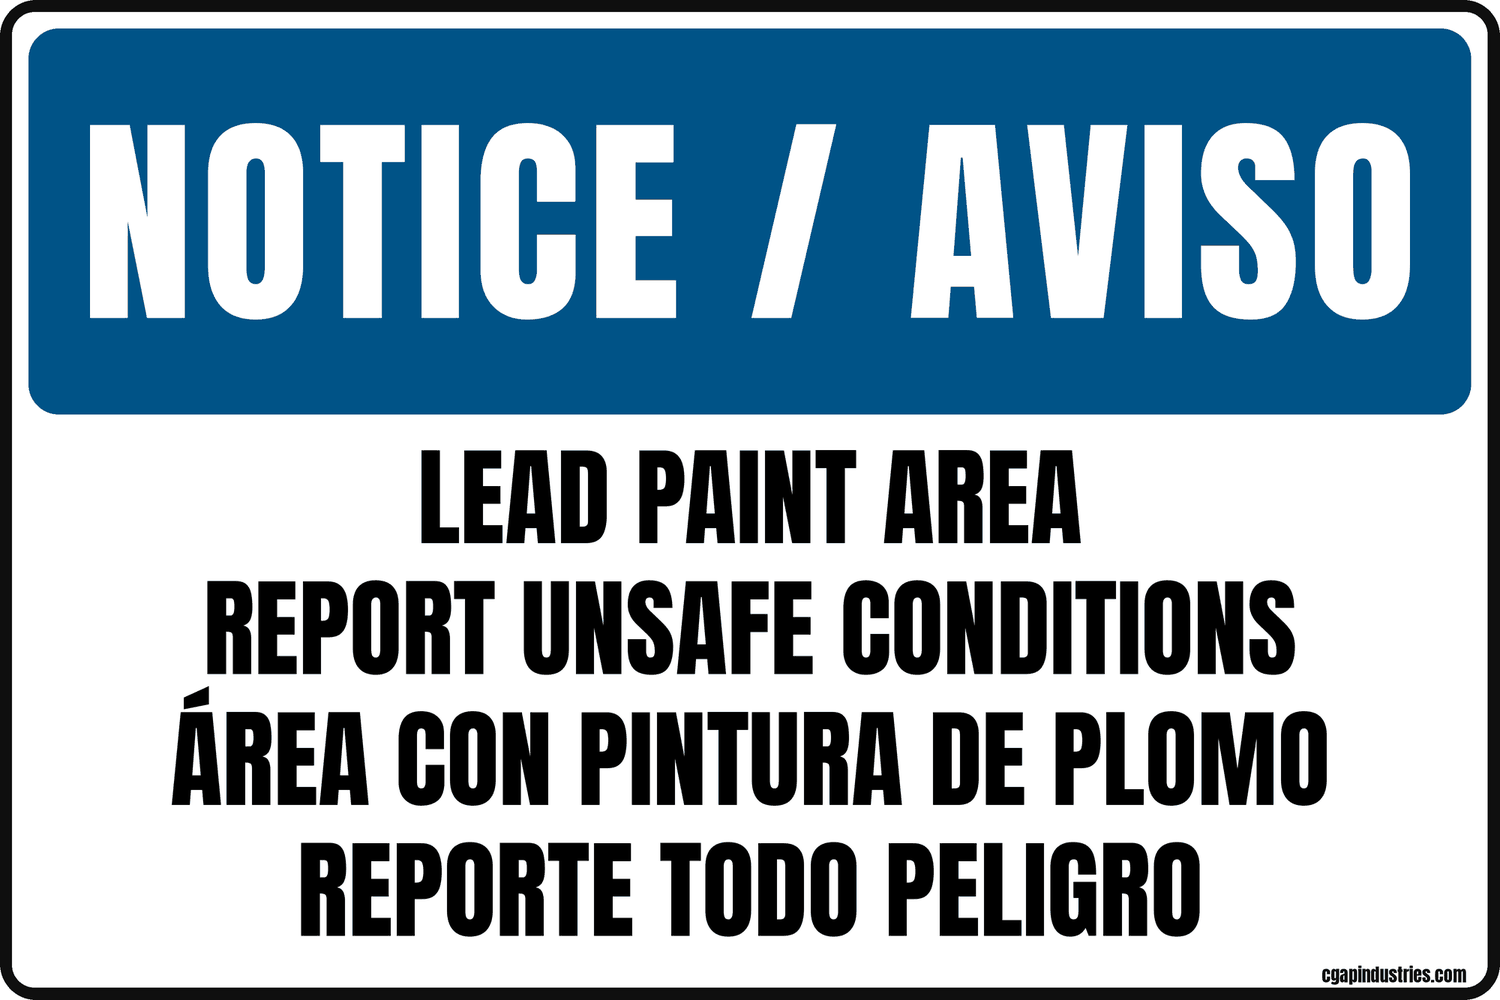 NOTICE / AVISO
LEAD PAINT AREA
REPORT UNSAFE CONDITIONS
ÁREA CON PINTURA DE PLOMO
REPORTE TODO PELIGRO
cgapindustries.com